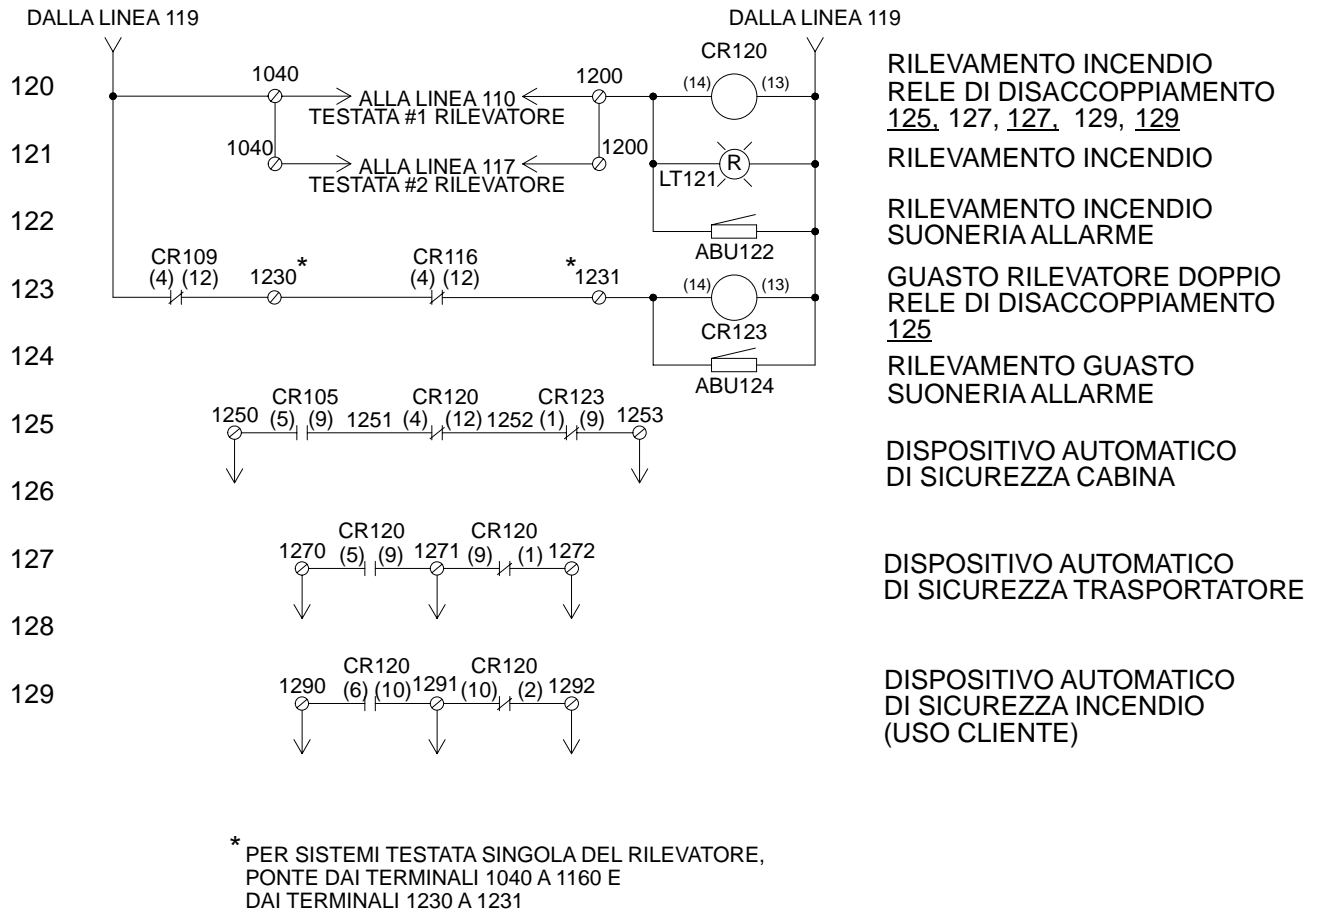 DALLA LINEA 119
DALLA LINEA 119
120
1040
ALLA LINEA 110
TESTATA #1 RILEVATORE
1200
CR120
(14)
(13)
RILEVAMENTO INCENDIO
RELE DI DISACCOPPIAMENTO
125, 127, 127, 129, 129
121
1040
ALLA LINEA 117
TESTATA #2 RILEVATORE
1200
LT121
R
RILEVAMENTO INCENDIO
122
ABU122
RILEVAMENTO INCENDIO
SUONERIA ALLARME
123
CR109
(4) (12)
1230 *
CR116
(4) (12)
* 1231
(14)
(13)
CR123
GUASTO RILEVATORE DOPPIO
RELE DI DISACCOPPIAMENTO
125
124
ABU124
RILEVAMENTO GUASTO
SUONERIA ALLARME
125
1250
CR105
(5) (9)
1251
CR120
(4) (12)
1252
CR123
(1) (9)
1253
DISPOSITIVO AUTOMATICO
DI SICUREZZA CABINA
126
127
1270
CR120
(5) (9)
1271
CR120
(9) (1)
1272
DISPOSITIVO AUTOMATICO
DI SICUREZZA TRASPORTATORE
128
129
1290
CR120
(6) (10)
1291
CR120
(10) (2)
1292
DISPOSITIVO AUTOMATICO
DI SICUREZZA INCENDIO
(USO CLIENTE)
* PER SISTEMI TESTATA SINGOLA DEL RILEVATORE,
PONTE DAI TERMINALI 1040 A 1160 E
DAI TERMINALI 1230 A 1231